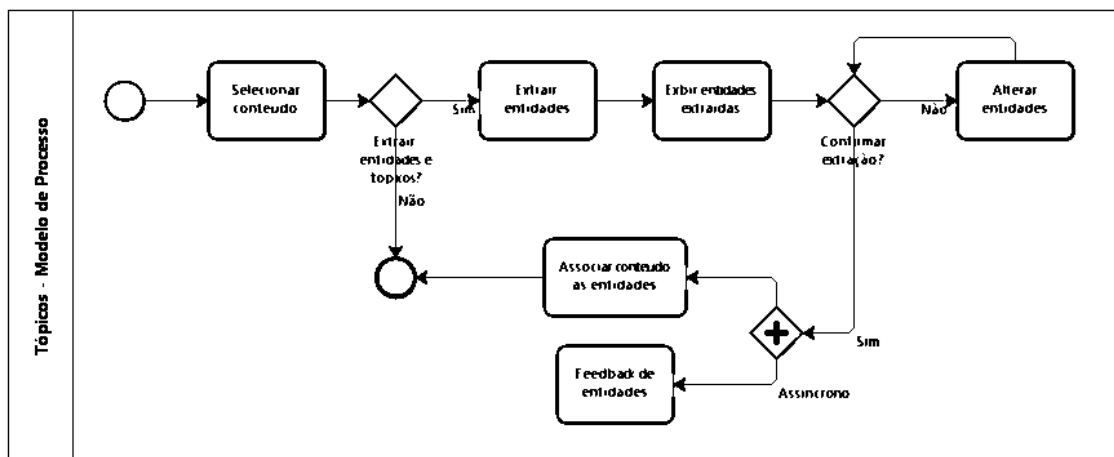 Tópicos - Modelo de Processo
Selecionar
conteúdo
Extrair
entidades e
topicos?
Sim
Não
Extrair
entidades
Exibir entidades
extraidas
Confirmar
extração?
Não
Alterar
entidades
Sim
Associar conteudo
as entidades
Feedback de
entidades
Assincrono